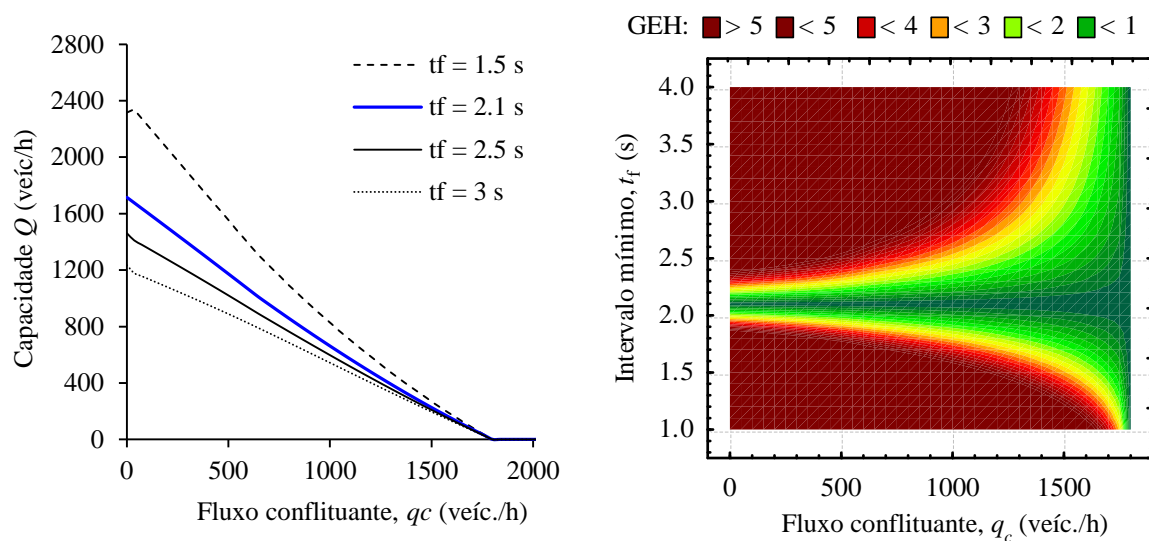 2800
2400
2000
1600
1200
800
400
0
Capacidade Q (veíc/h)
tf = 1.5 s
tf = 2.1 s
tf = 2.5 s
tf = 3 s
0 500 1000 1500 2000
Fluxo conflituante, qc (veíc./h)
GEH: > 5 < 5 < 4 < 3 < 2 < 1
4.0
3.5
3.0
2.5
2.0
1.5
1.0
Intervalo mínimo, tf (s)
0 500 1000 1500
Fluxo conflituante, qc (veíc./h)